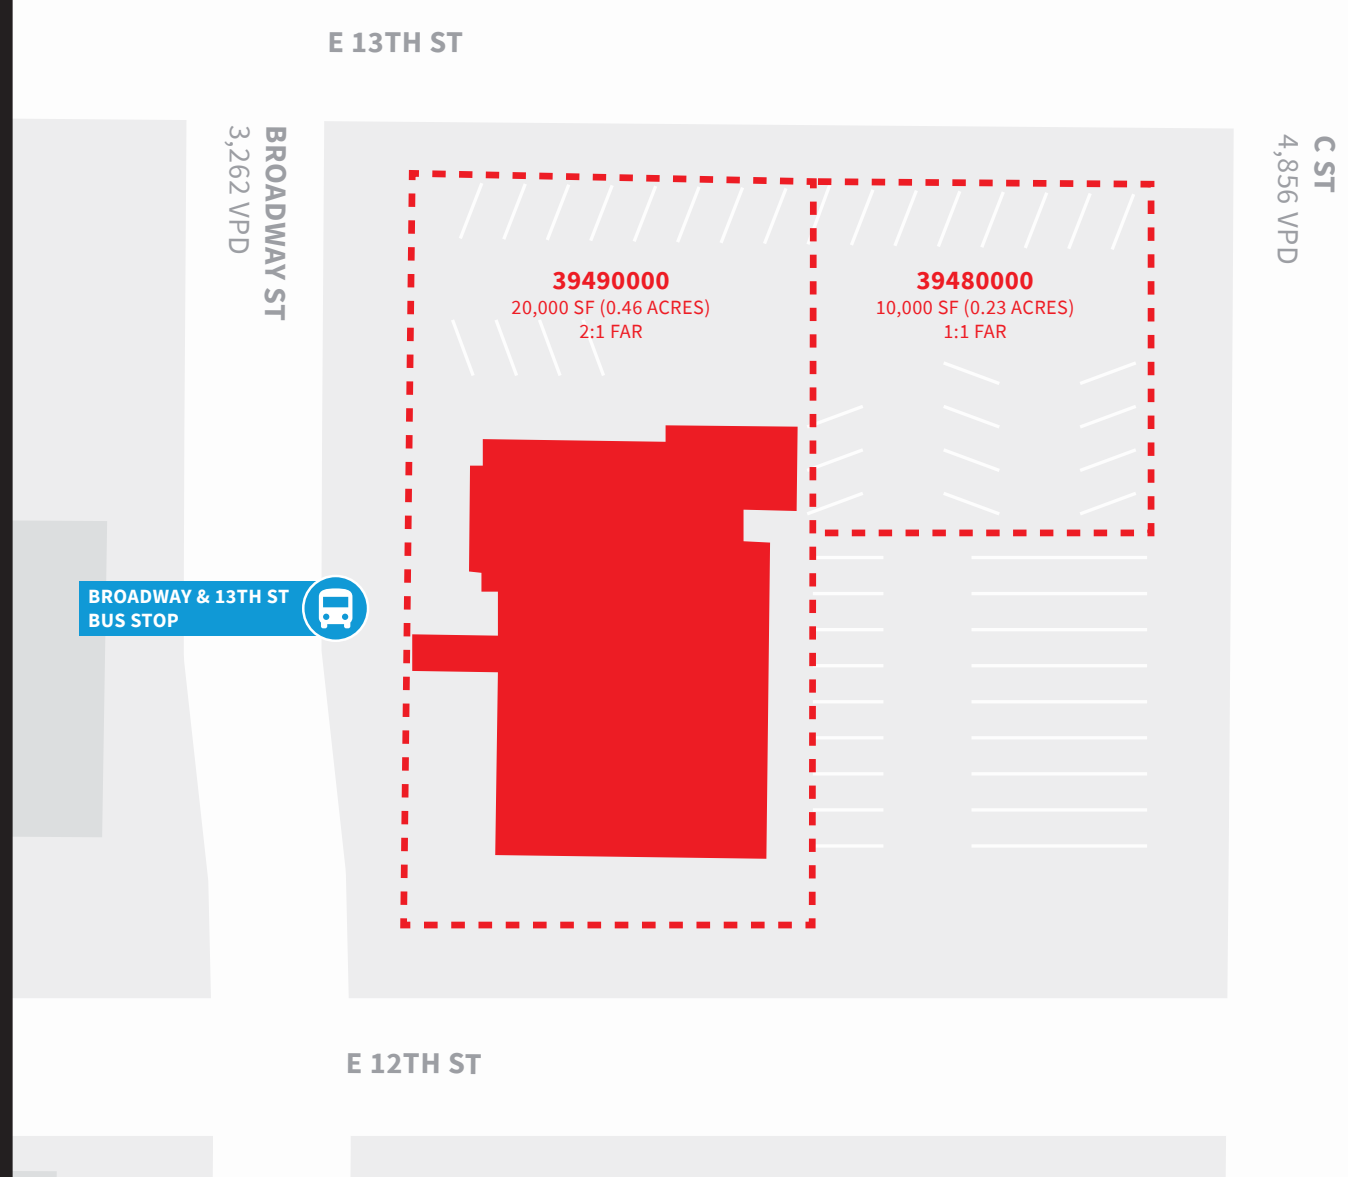 E 13TH ST
BROADWAY ST
3,262 VPD
C ST
4,856 VPD
39490000
20,000 SF (0.46 ACRES)
2:1 FAR
39480000
10,000 SF (0.23 ACRES)
1:1 FAR
BROADWAY & 13TH ST
BUS STOP
E 12TH ST